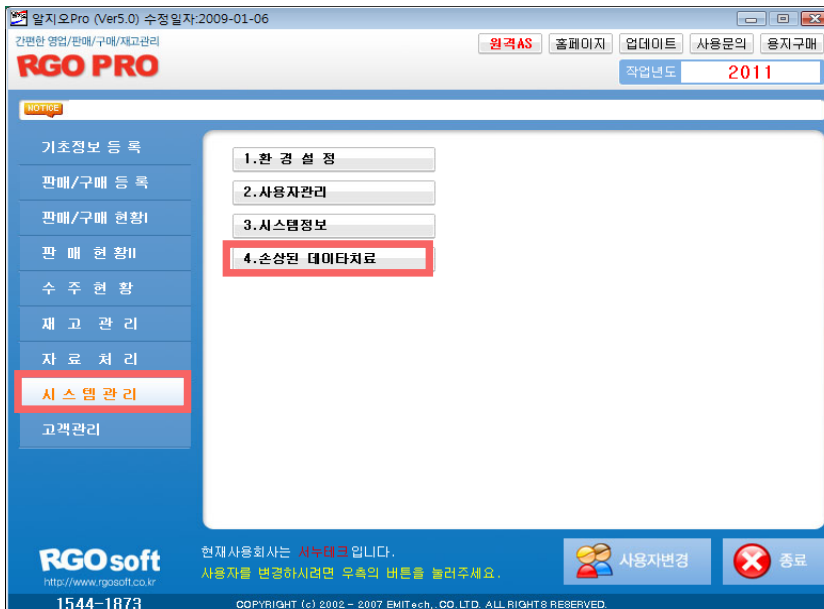 알지오Pro (Ver5.0) 수정일자:2009-01-06
간편한 영업/판매/구매/재고관리
RGO PRO
원격AS 홈페이지 업데이트 사용문의 용지구매
작업년도 2011
NOTICE
기초정보 등 록
판매/구매 등 록
판매/구매 현황I
판 매 현 황II
수 주 현 황
재 고 관 리
자 료 처 리
시 스 템 관 리
고객관리
1.환 경 설 정
2.사용자관리
3.시스템정보
4.손상된 데이타치료
RGO soft
http://www.rgosoft.co.kr
1544-1873
현재사용회사는 서누테크입니다.
사용자를 변경하시려면 우측의 버튼을 눌러주세요.
사용자변경
종료
COPYRIGHT (c) 2002 - 2007 EMITech,.CO.LTD. ALL RIGHTS RESERVED.